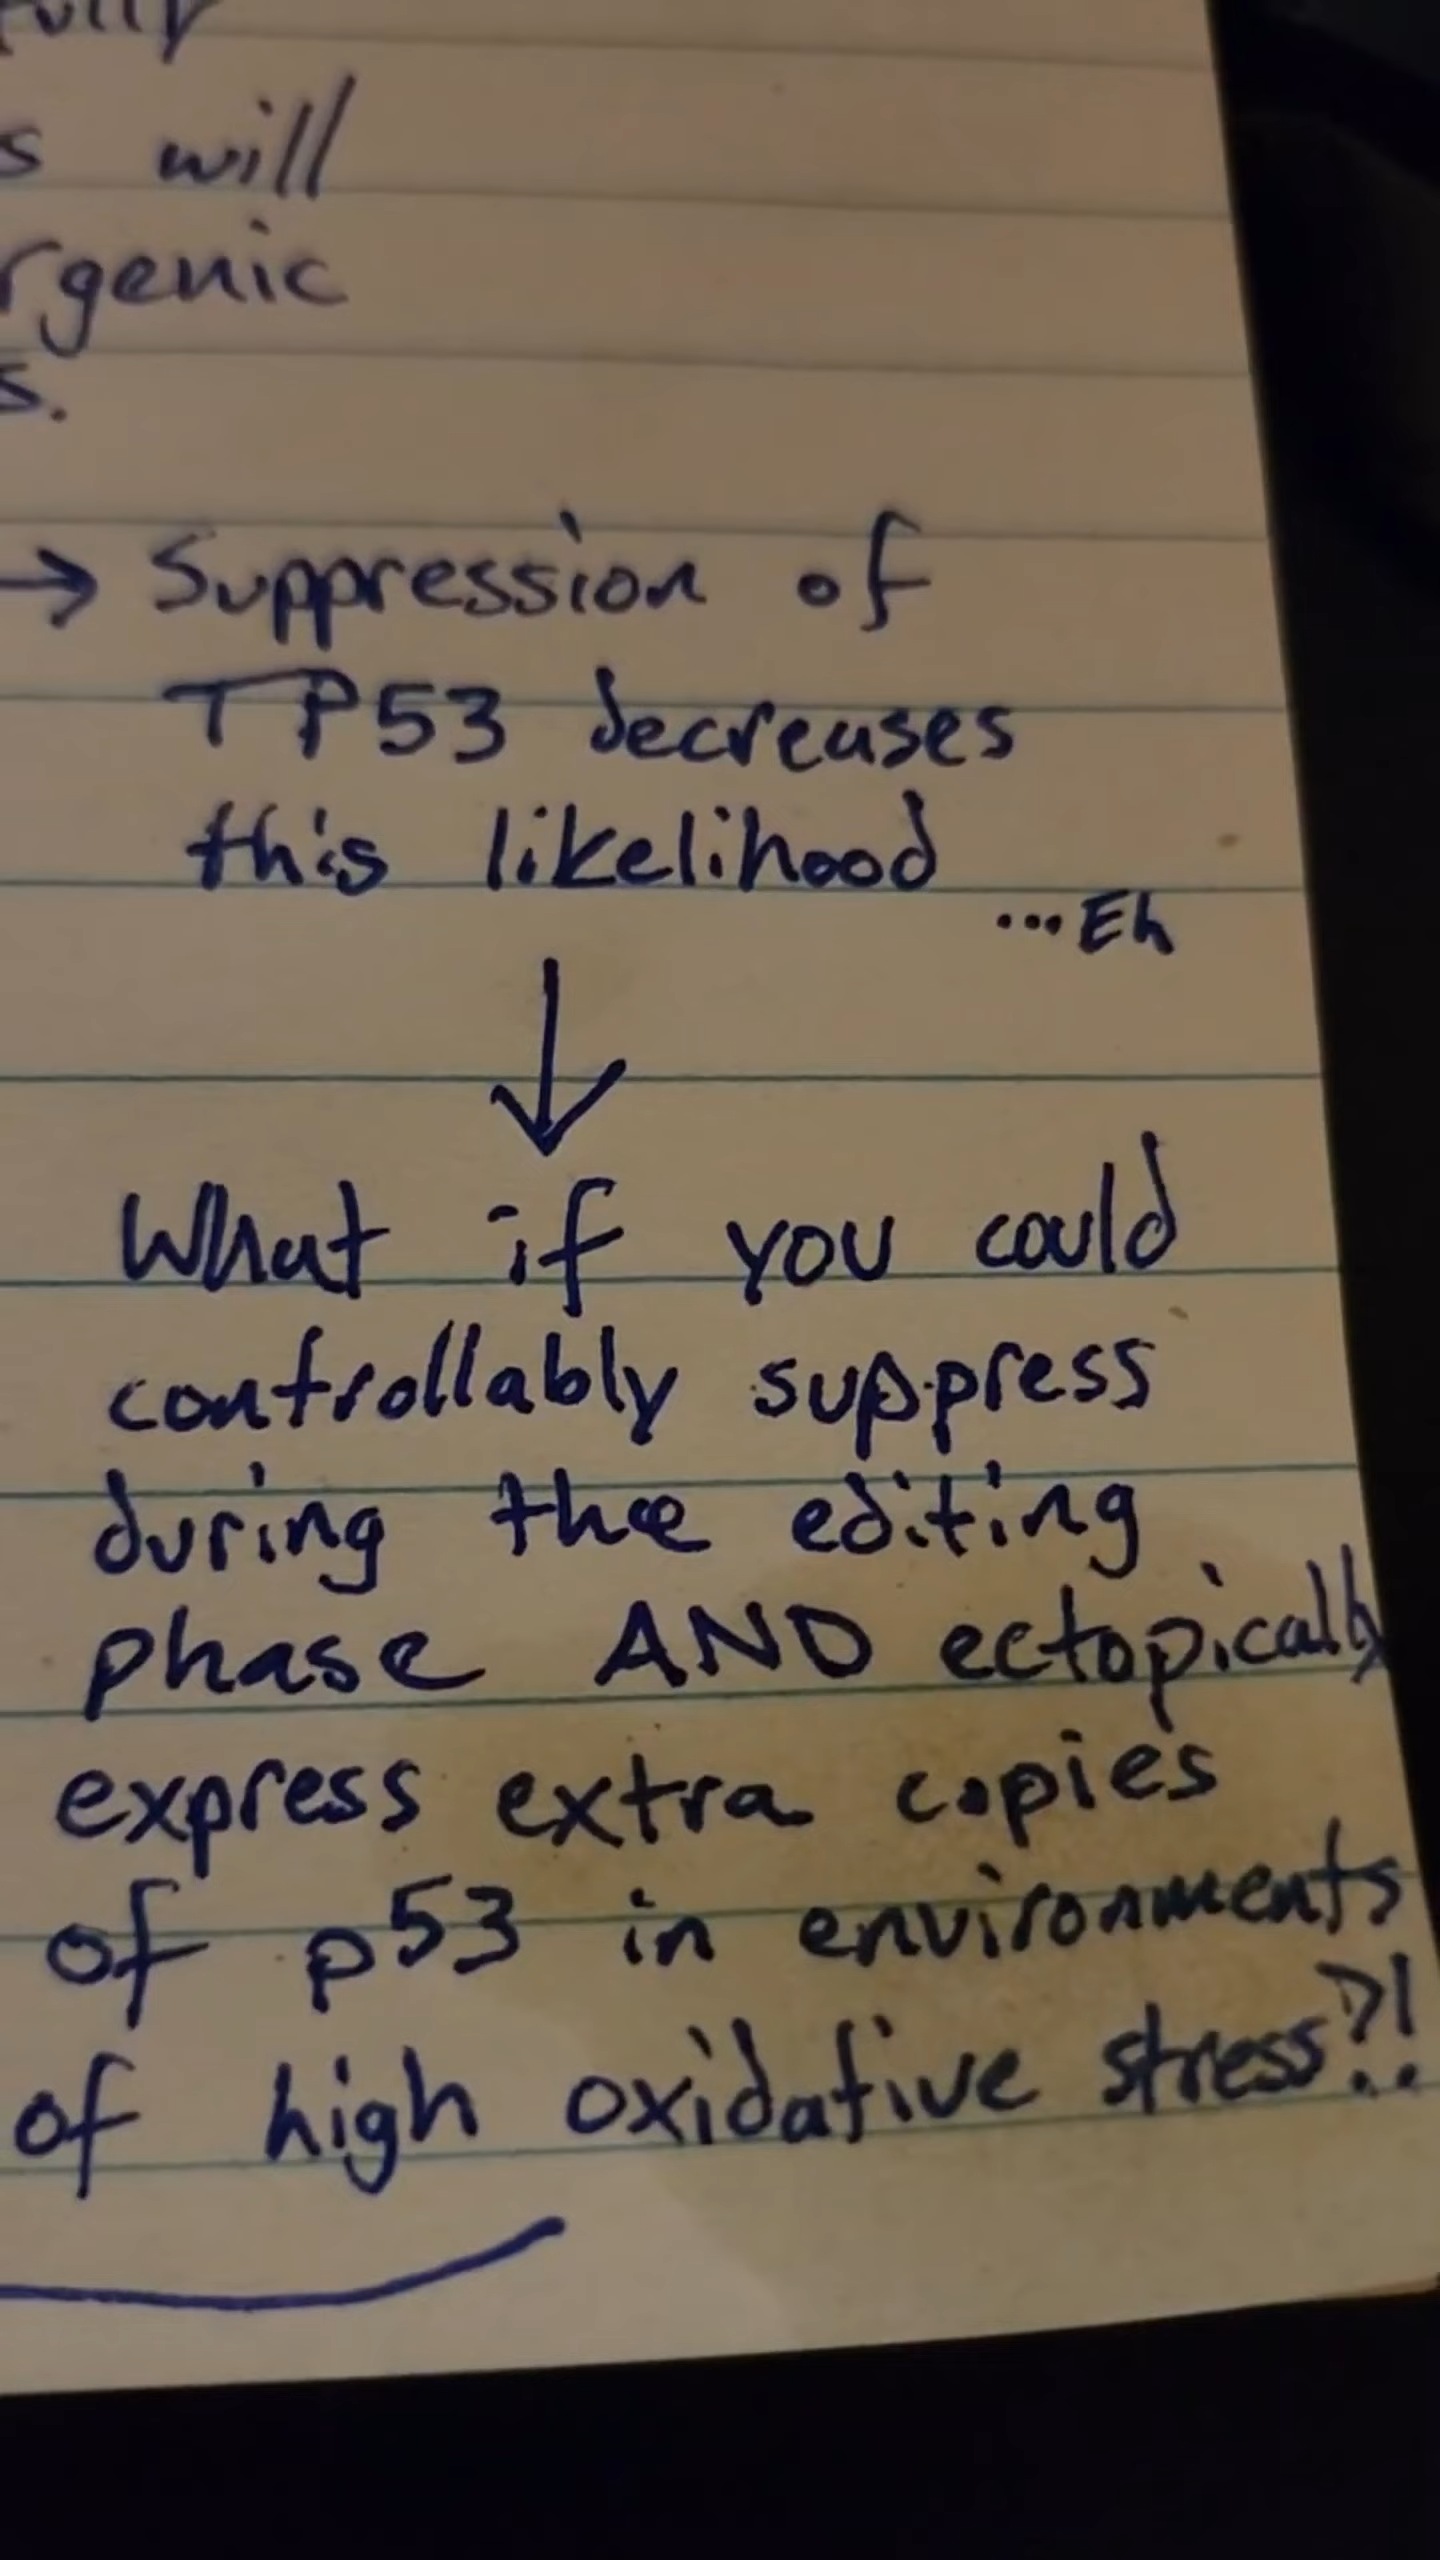 s will
rgenic
s.
→ Suppression of
TP53 decreases
this likelihood
...Eh
↓
What if you could
controllably suppress
during the editing
phase AND ectopically
express extra copies
of p53 in environments
of high oxidative stress?!